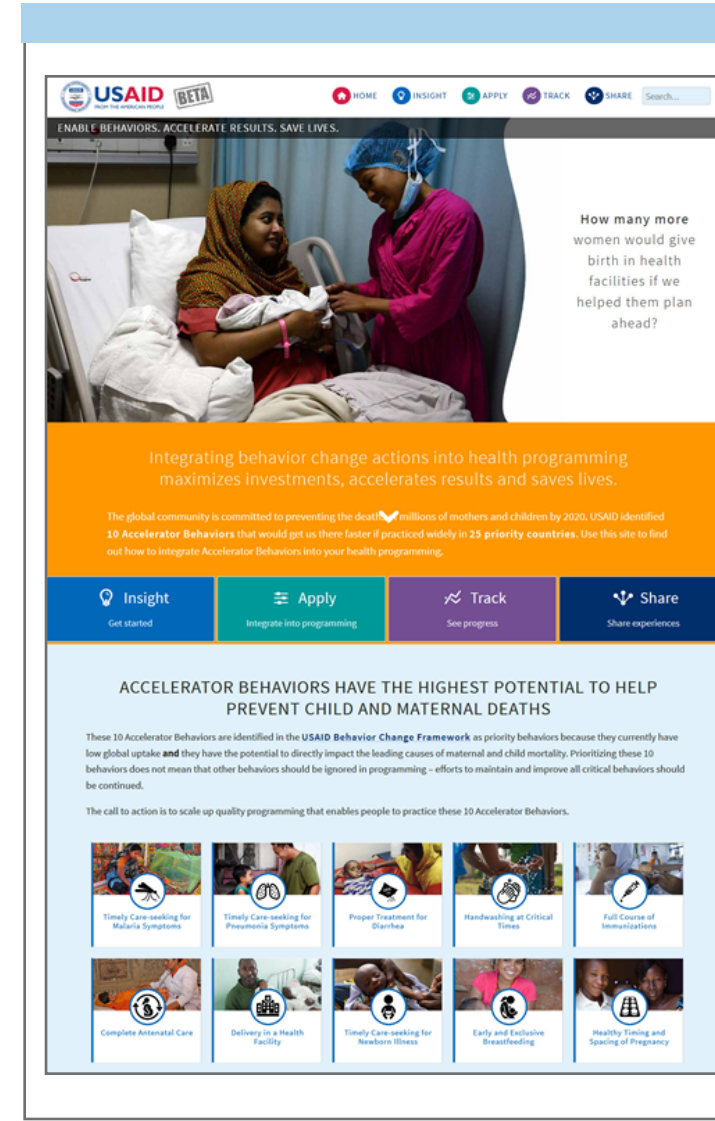 USAID
FROM THE AMERICAN PEOPLE
BETA
HOME INSIGHT APPLY TRACK SHARE Search...
ENABLE BEHAVIORS. ACCELERATE RESULTS. SAVE LIVES.
How many more
women would give
birth in health
facilities if we
helped them plan
ahead?
Integrating behavior change actions into health programming
maximizes investments, accelerates results and saves lives.
The global community is committed to preventing the death millions of mothers and children by 2020. USAID identified
10 Accelerator Behaviors that would get us there faster if practiced widely in 25 priority countries. Use this site to find
out how to integrate Accelerator Behaviors into your health programming.
Insight
Get started
Apply
Integrate into programming
Track
See progress
Share
Share experiences
ACCELERATOR BEHAVIORS HAVE THE HIGHEST POTENTIAL TO HELP
PREVENT CHILD AND MATERNAL DEATHS
These 10 Accelerator Behaviors are identified in the USAID Behavior Change Framework as priority behaviors because they currently have
low global uptake and they have the potential to directly impact the leading causes of maternal and child mortality. Prioritizing these 10
behaviors does not mean that other behaviors should be ignored in programming – efforts to maintain and improve all critical behaviors should
be continued.
The call to action is to scale up quality programming that enables people to practice these 10 Accelerator Behaviors.
Timely Care-seeking for
Malaria Symptoms
Timely Care-seeking for
Pneumonia Symptoms
Proper Treatment for
Diarrhea
Handwashing at Critical
Times
Full Course of
Immunizations
Complete Antenatal Care
Delivery in a Health
Facility
Timely Care-seeking for
Newborn Illness
Early and Exclusive
Breastfeeding
Healthy Timing and
Spacing of Pregnancy